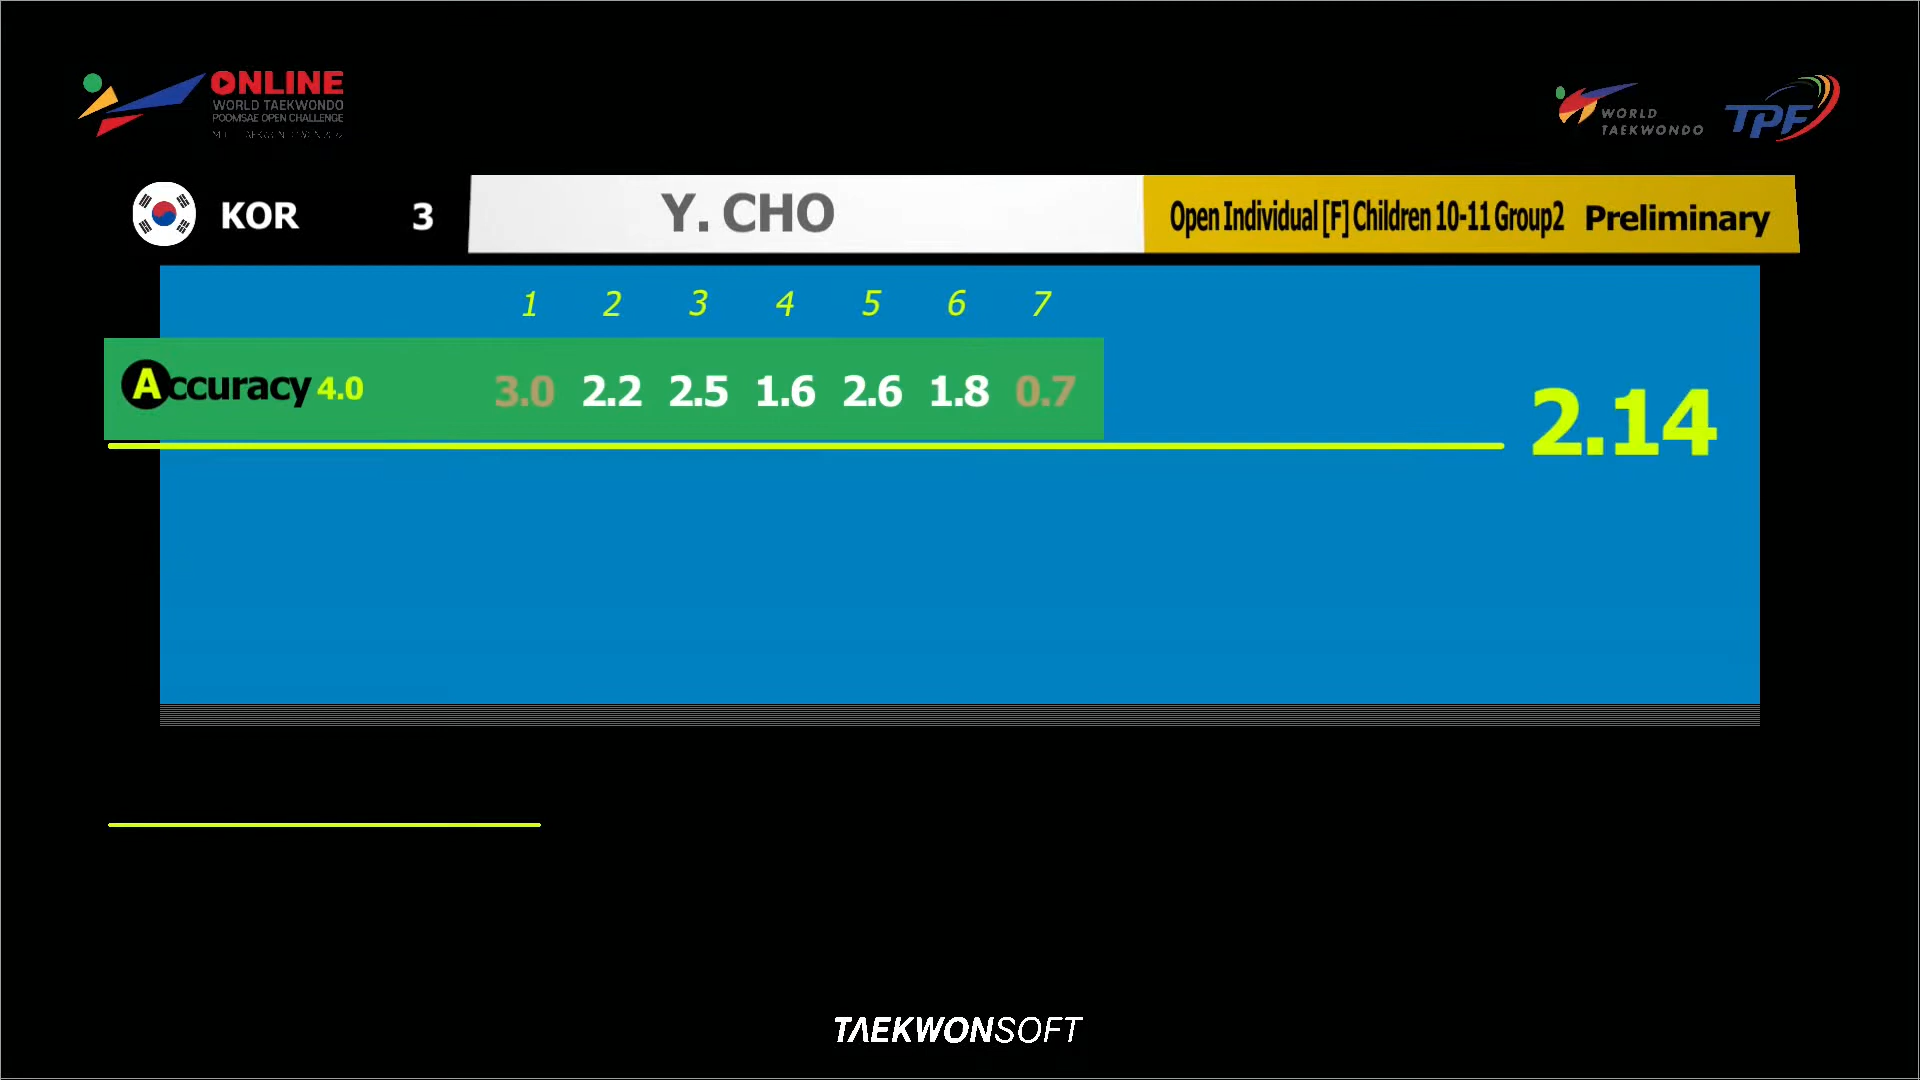 ONLINE
WORLD TAEKWONDO
POOMSAE OPEN CHALLENGE
WORLD
TAEKWONDO
TPF
KOR 3 Y. CHO Open Individual [F] Children 10-11 Group2 Preliminary
1 2 3 4 5 6 7
Accuracy 4.0 3.0 2.2 2.5 1.6 2.6 1.8 0.7
2.14
TAEKWONSOFT